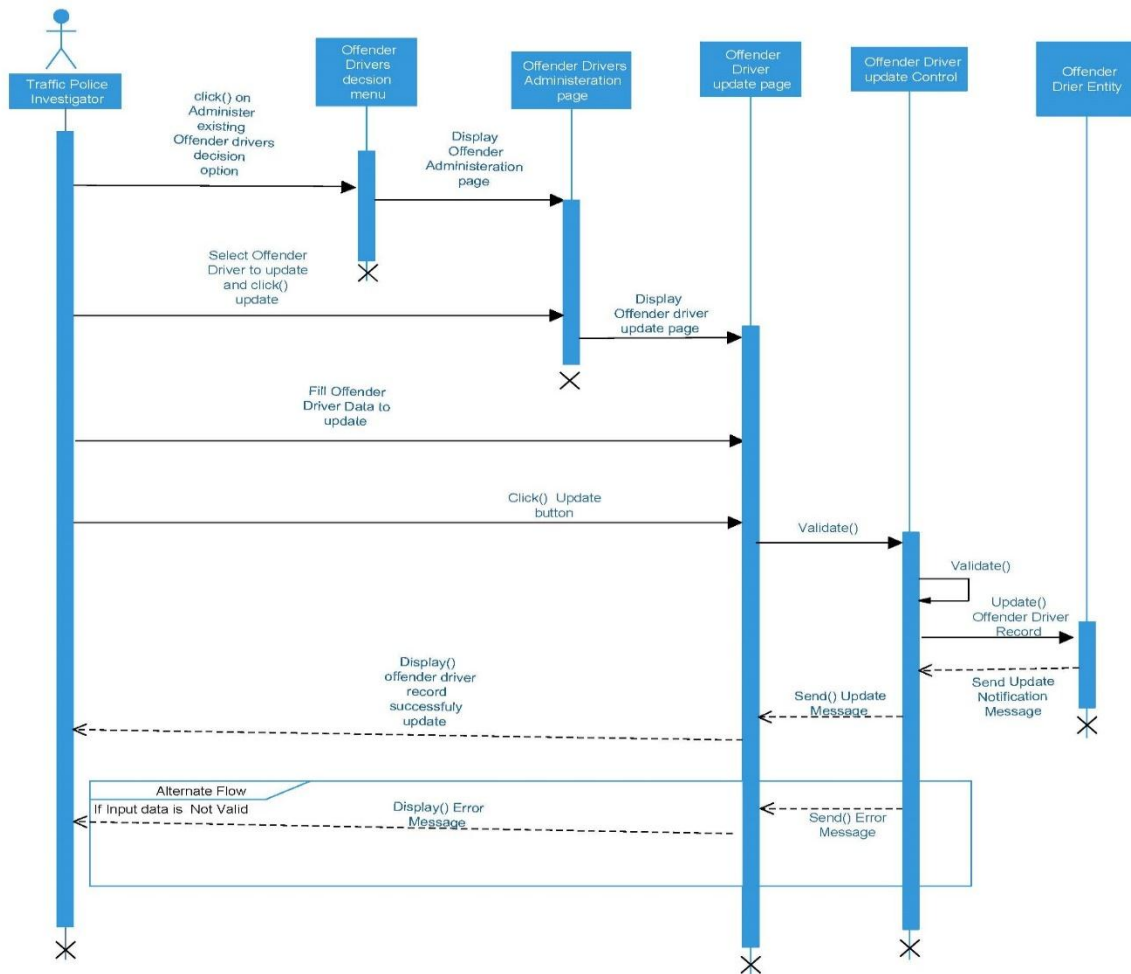 Traffic Police
Investigator
Offender
Drivers
decsion
menu
Offender Drivers
Administeration
page
Offender
Driver
update page
Offender Driver
update Control
Offender
Drier Entity
click() on
Administer
existing
Offender drivers
decision
option
Display
Offender
Administeration
page
Select Offender
Driver to update
and click()
update
Display
Offender driver
update page
Fill Offender
Driver Data to
update
Click() Update
button
Validate()
Validate()
Update()
Offender Driver
Record
Send Update
Notification
Message
Send() Update
Message
Display()
offender driver
record
successfuly
update
Alternate Flow
If Input data is Not Valid
Send() Error
Message
Display() Error
Message